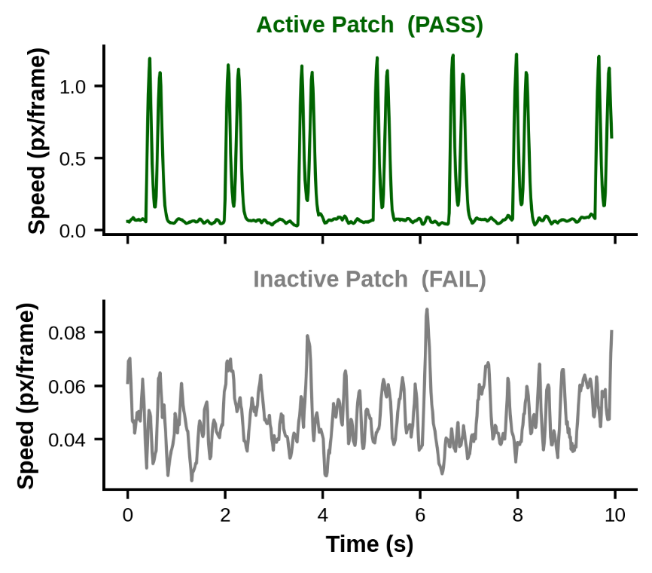 Active Patch (PASS)
Speed (px/frame)
1.0
0.5
0.0
Inactive Patch (FAIL)
Speed (px/frame)
0.08
0.06
0.04
0 2 4 6 8 10
Time (s)